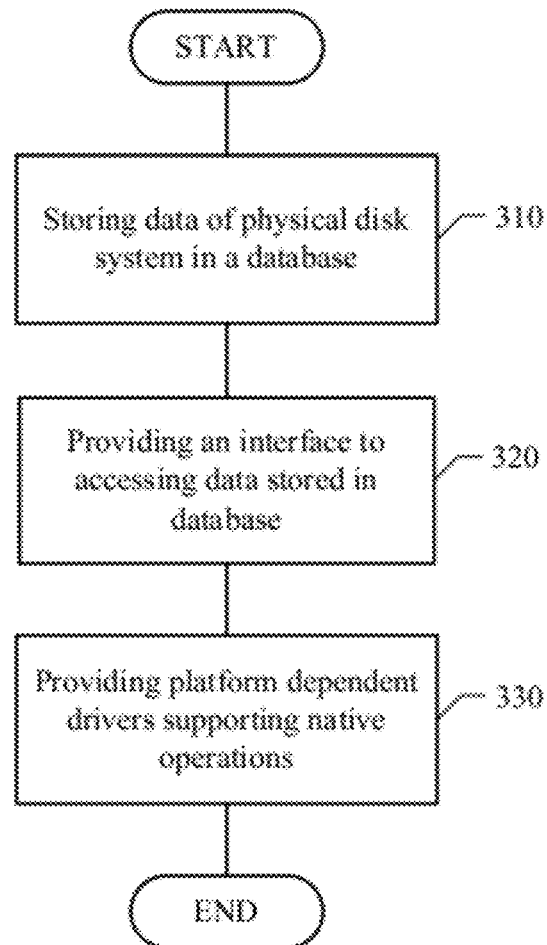 START
Storing data of physical disk
system in a database
310
Providing an interface to
accessing data stored in
database
320
Providing platform dependent
drivers supporting native
operations
330
END